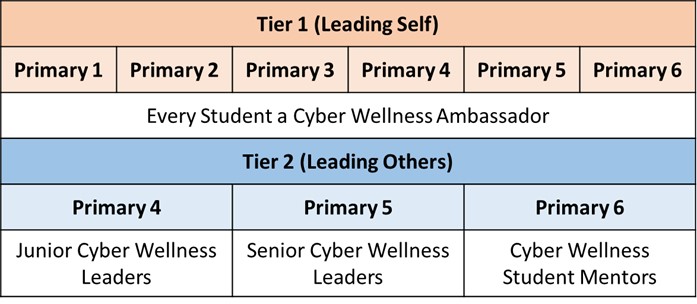 Tier 1 (Leading Self)
Primary 1 Primary 2 Primary 3 Primary 4 Primary 5 Primary 6
Every Student a Cyber Wellness Ambassador
Tier 2 (Leading Others)
Primary 4 Primary 5 Primary 6
Junior Cyber Wellness
Leaders
Senior Cyber Wellness
Leaders
Cyber Wellness
Student Mentors